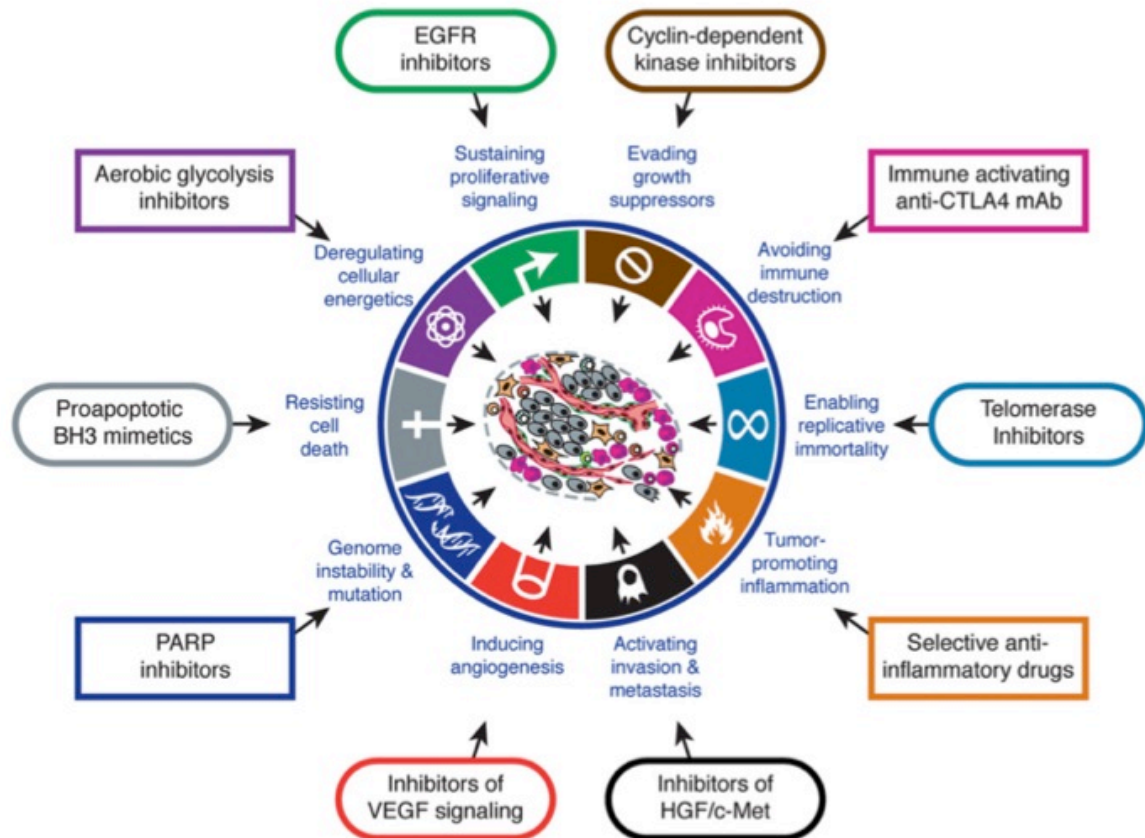 EGFR
inhibitors
Cyclin-dependent
kinase inhibitors
Sustaining
proliferative
signaling
Evading
growth
suppressors
Aerobic glycolysis
inhibitors
Immune activating
anti-CTLA4 mAb
Deregulating
cellular
energetics
Avoiding
immune
destruction
Proapoptotic
BH3 mimetics
Resisting
cell
death
Enabling
replicative
immortality
Telomerase
Inhibitors
Genome
instability &
mutation
Tumor-
promoting
inflammation
PARP
inhibitors
Inducing
angiogenesis
Activating
invasion &
metastasis
Selective anti-
inflammatory drugs
Inhibitors of
VEGF signaling
Inhibitors of
HGF/c-Met